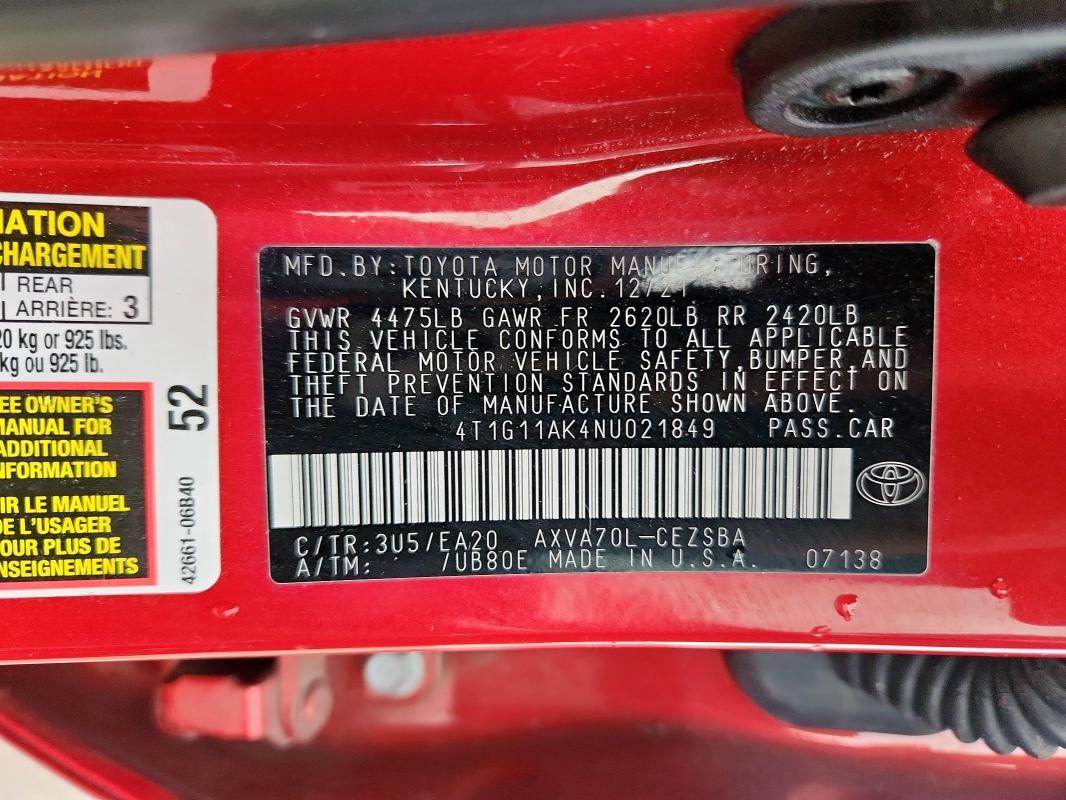 MATION
CHARGEMENT
REAR
ARRIÈRE: 3
20 kg or 925 lbs.
kg ou 925 lb.
EE OWNER'S
MANUAL FOR
ADDITIONAL
NFORMATION
IR LE MANUEL
DE L'USAGER
POUR PLUS DE
ENSEIGNEMENTS
52
42661-06B40
MFD.BY:TOYOTA MOTOR MANUFACTURING,
KENTUCKY,INC.12/21
GVWR 4475LB GAWR FR 2620LB RR 2420LB
THIS VEHICLE CONFORMS TO ALL APPLICABLE
FEDERAL MOTOR VEHICLE SAFETY,BUMPER,AND
THEFT PREVENTION STANDARDS IN EFFECT ON
THE DATE OF MANUFACTURE SHOWN ABOVE.
4T1G11AK4NU021849 PASS.CAR
C/TR:3U5/EA20 AXVA70L-CEZSBA
A/TM: /UB80E MADE IN U.S.A. 07138